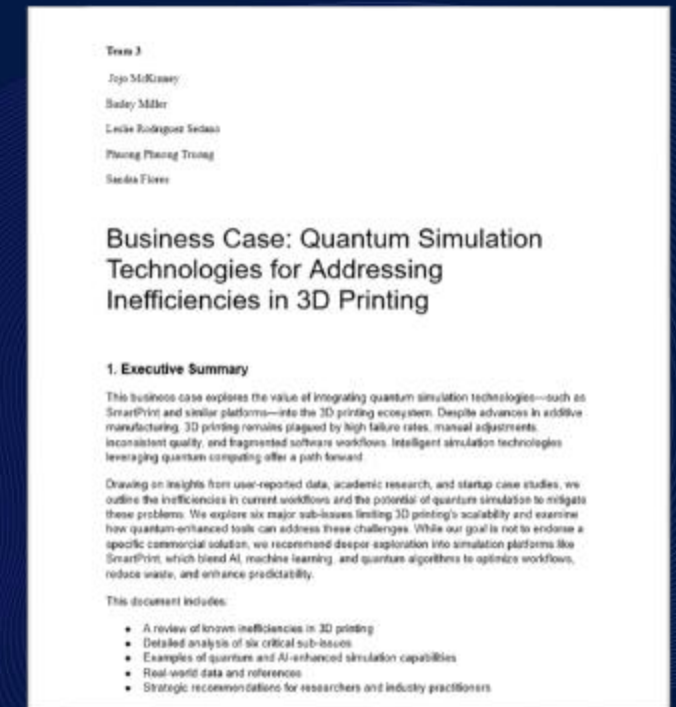 Team 3
Jojo McKinney
Bailey Miller
Leslie Rodriguez Sedano
Phuong Phuong Truong
Sandra Flores
Business Case: Quantum Simulation
Technologies for Addressing
Inefficiencies in 3D Printing
1. Executive Summary
This business case explores the value of integrating quantum simulation technologies—such as
SmartPrint and similar platforms—into the 3D printing ecosystem. Despite advances in additive
manufacturing, 3D printing remains plagued by high failure rates, manual adjustments,
inconsistent quality, and fragmented software workflows. Intelligent simulation technologies
leveraging quantum computing offer a path forward.
Drawing on insights from user-reported data, academic research, and startup case studies, we
outline the inefficiencies in current workflows and the potential of quantum simulation to mitigate
these problems. We explore six major sub-issues limiting 3D printing's scalability and examine
how quantum-enhanced tools can address these challenges. While our goal is not to endorse a
specific commercial solution, we recommend deeper exploration into simulation platforms like
SmartPrint, which blend AI, machine learning, and quantum algorithms to optimize workflows,
reduce waste, and enhance predictability.
This document includes:
● A review of known inefficiencies in 3D printing
● Detailed analysis of six critical sub-issues
● Examples of quantum and AI-enhanced simulation capabilities
● Real-world data and references
● Strategic recommendations for researchers and industry practitioners